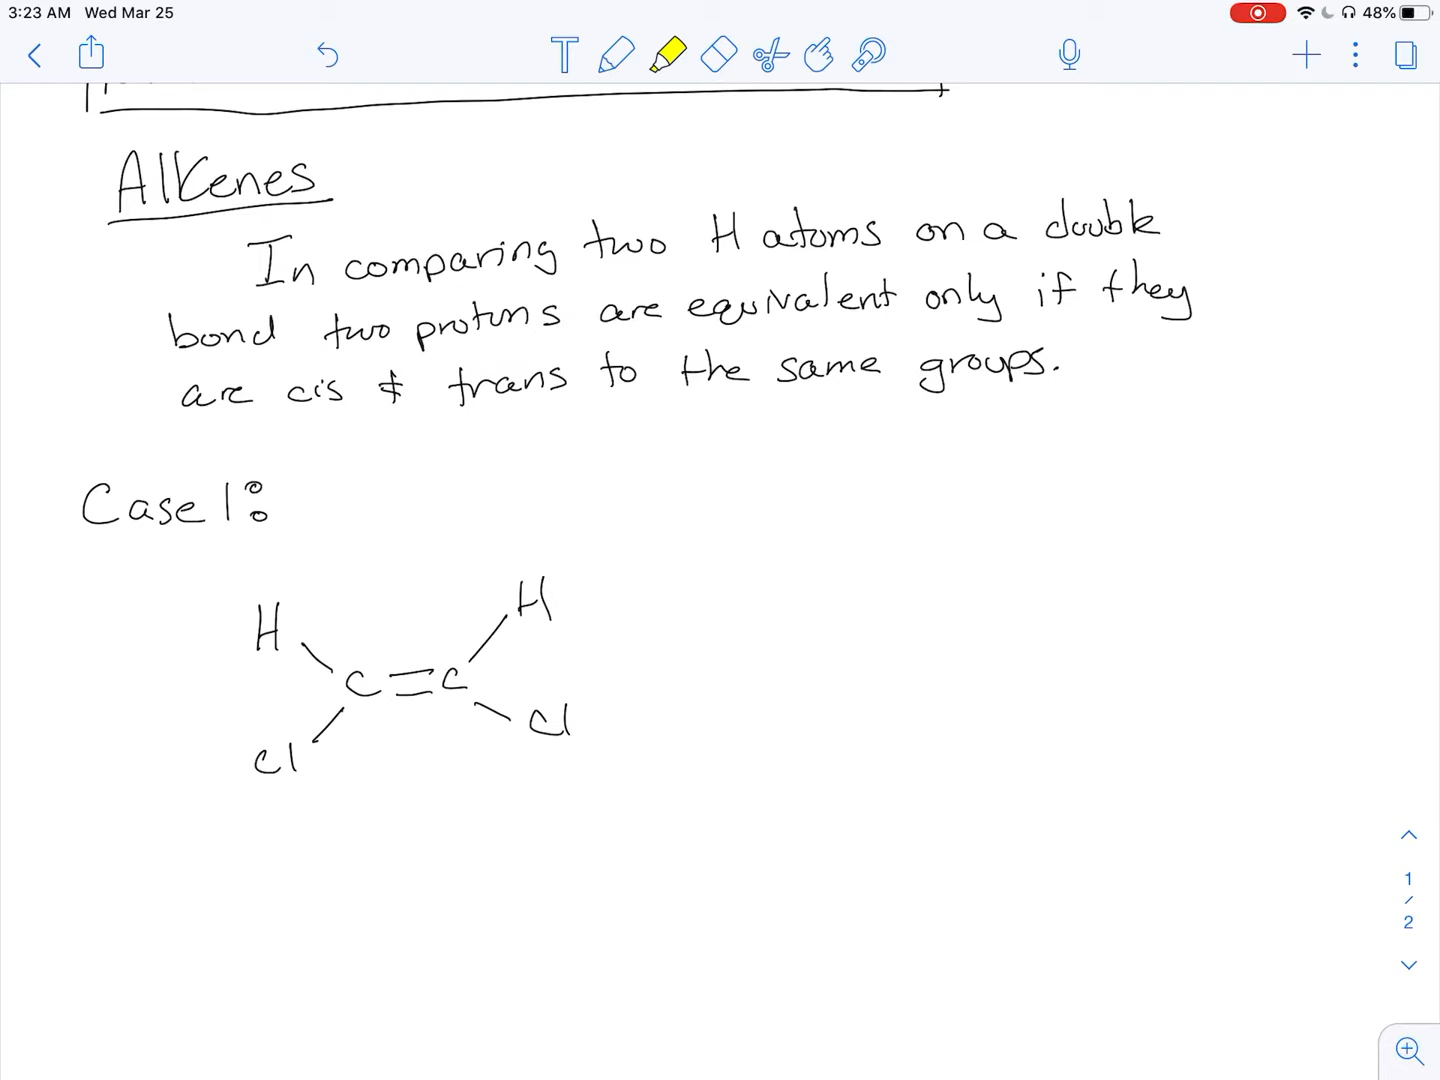 3:23 AM Wed Mar 25
48%
T
Alkenes
In comparing two H atoms on a double
bond two protons are equivalent only if they
are cis & trans to the same groups.
Case 1:
H H
C=C
Cl Cl
1
/
2